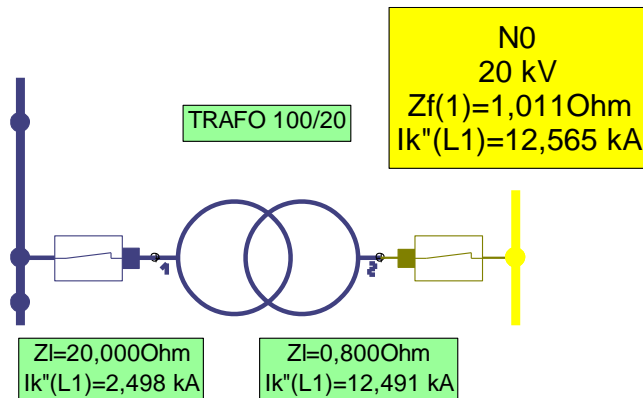 N0
20 kV
Zf(1)=1,011Ohm
Ik"(L1)=12,565 kA
TRAFO 100/20
1
2
Zl=20,000Ohm
Ik"(L1)=2,498 kA
Zl=0,800Ohm
Ik"(L1)=12,491 kA